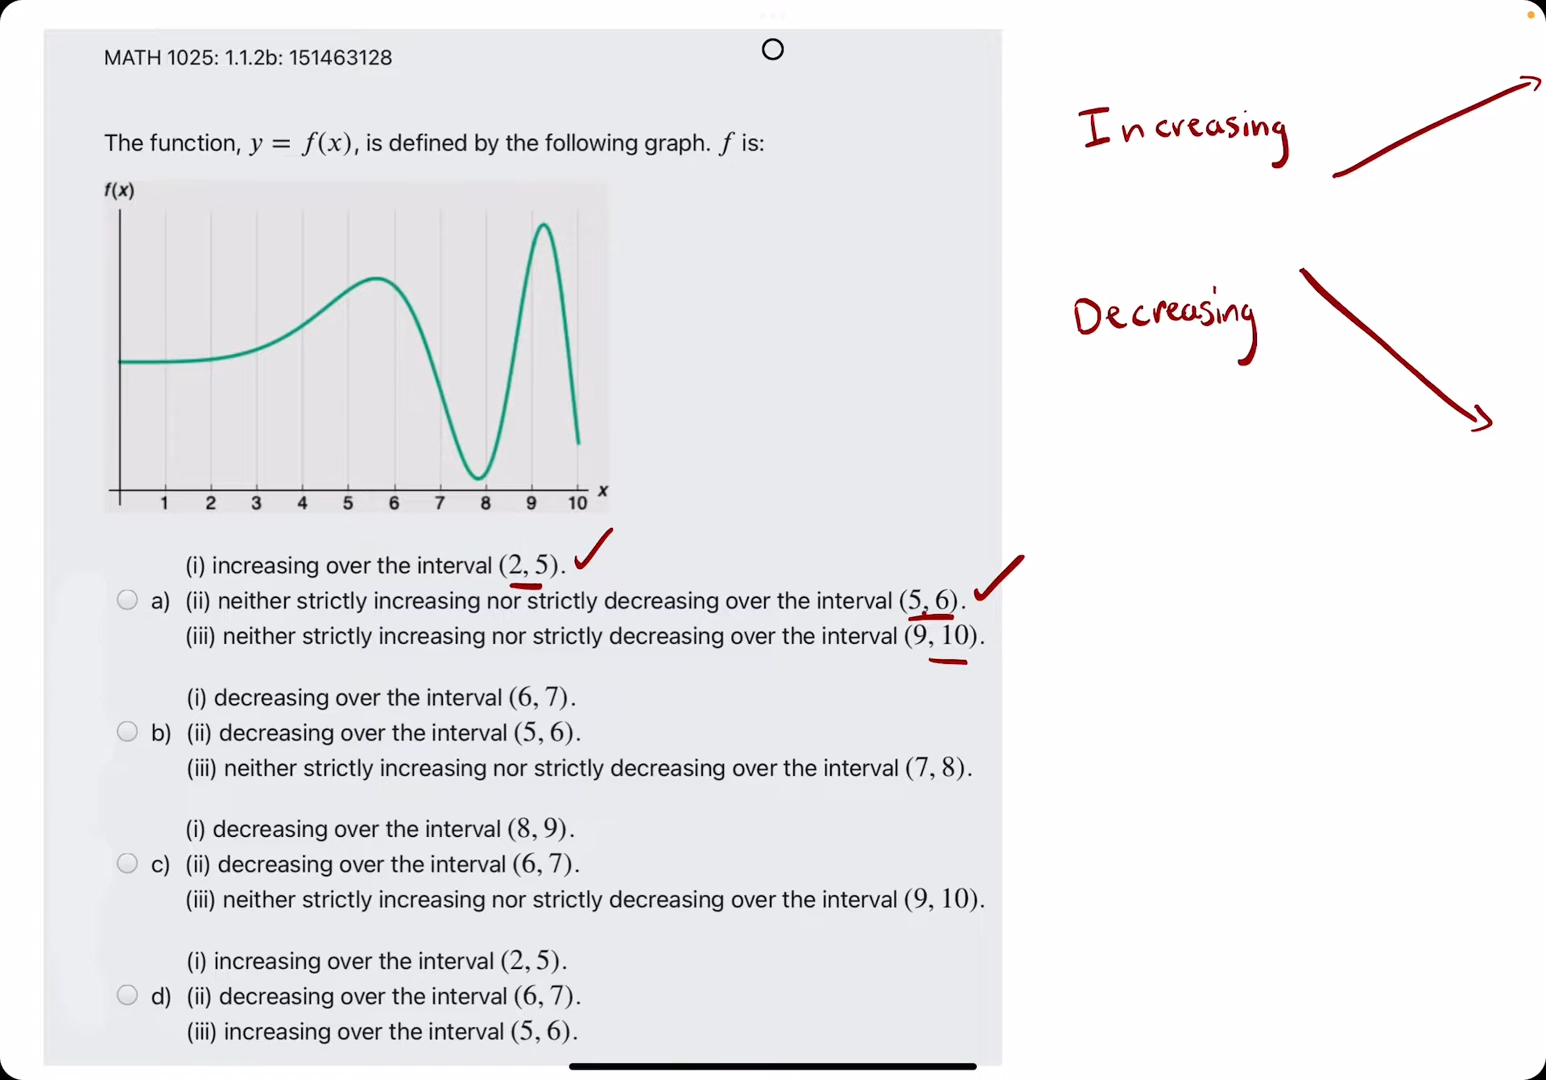 MATH 1025: 1.1.2b: 151463128
Increasing
The function, y = f(x), is defined by the following graph. f is:
f(x)
Decreasing
x
1 2 3 4 5 6 7 8 9 10
(i) increasing over the interval (2, 5).
a) (ii) neither strictly increasing nor strictly decreasing over the interval (5, 6).
(iii) neither strictly increasing nor strictly decreasing over the interval (9, 10).
(i) decreasing over the interval (6, 7).
b) (ii) decreasing over the interval (5, 6).
(iii) neither strictly increasing nor strictly decreasing over the interval (7, 8).
(i) decreasing over the interval (8, 9).
c) (ii) decreasing over the interval (6, 7).
(iii) neither strictly increasing nor strictly decreasing over the interval (9, 10).
(i) increasing over the interval (2, 5).
d) (ii) decreasing over the interval (6, 7).
(iii) increasing over the interval (5, 6).